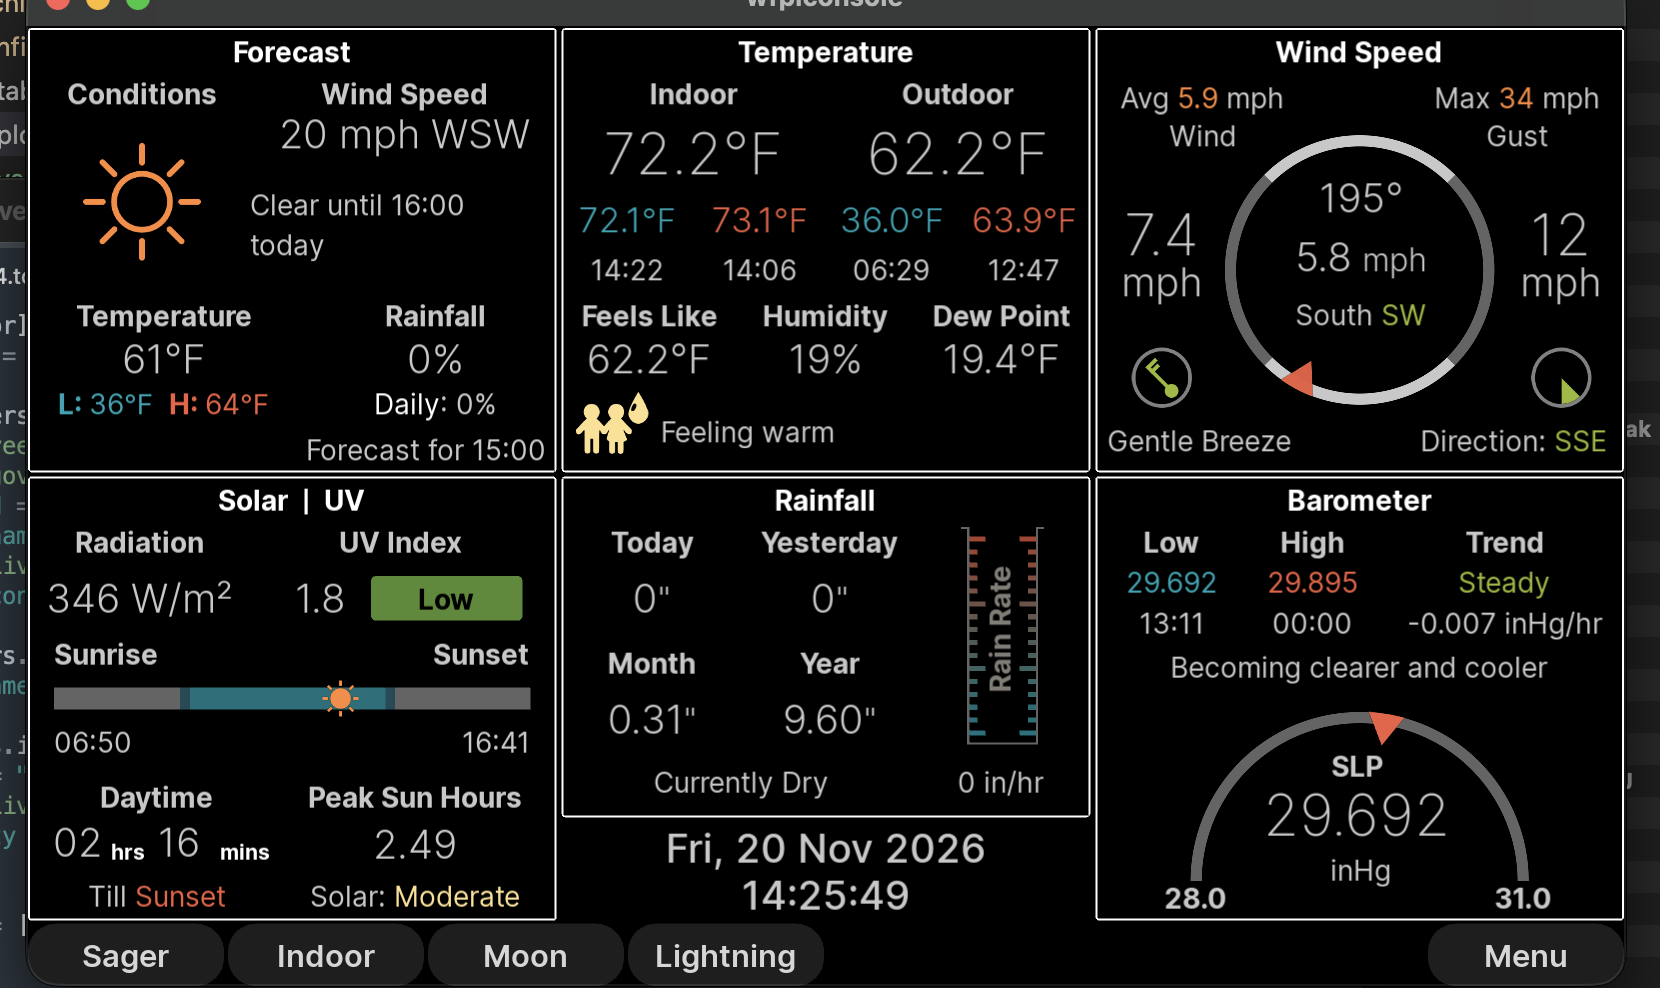 wfpiconsole
Forecast
Conditions
Wind Speed
20 mph WSW
Clear until 16:00
today
Temperature
Rainfall
61°F
0%
L: 36°F H: 64°F
Daily: 0%
Forecast for 15:00
Temperature
Indoor
Outdoor
72.2°F
62.2°F
72.1°F
73.1°F
36.0°F
63.9°F
14:22
14:06
06:29
12:47
Feels Like
Humidity
Dew Point
62.2°F
19%
19.4°F
Feeling warm
Wind Speed
Avg 5.9 mph
Max 34 mph
Wind
Gust
195°
7.4
mph
5.8 mph
12
mph
South SW
Gentle Breeze
Direction: SSE
Solar | UV
Radiation
UV Index
346 W/m²
1.8
Low
Sunrise
Sunset
06:50
16:41
Daytime
Peak Sun Hours
02 hrs 16 mins
2.49
Till Sunset
Solar: Moderate
Rainfall
Today
Yesterday
0"
0"
Month
Year
0.31"
9.60"
Rain Rate
Currently Dry
0 in/hr
Fri, 20 Nov 2026
14:25:49
Barometer
Low
High
Trend
29.692
29.895
Steady
13:11
00:00
-0.007 inHg/hr
Becoming clearer and cooler
SLP
29.692
inHg
28.0
31.0
Sager
Indoor
Moon
Lightning
Menu